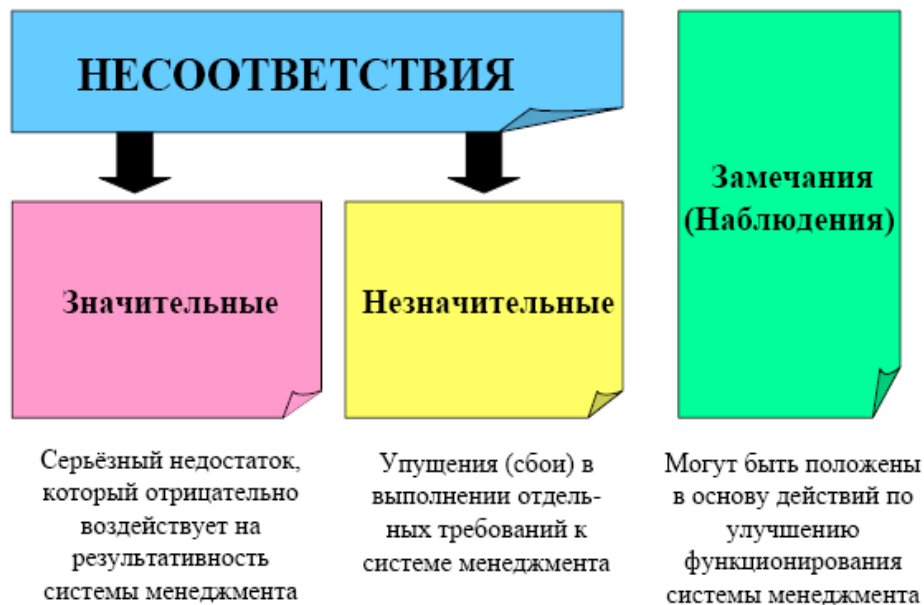 НЕСООТВЕТСТВИЯ
Значительные
Незначительные
Замечания
(Наблюдения)
Серьёзный недостаток,
который отрицательно
воздействует на
результативность
системы менеджмента
Упущения (сбои) в
выполнении отдель-
ных требований к
системе менеджмента
Могут быть положены
в основу действий по
улучшению
функционирования
системы менеджмента